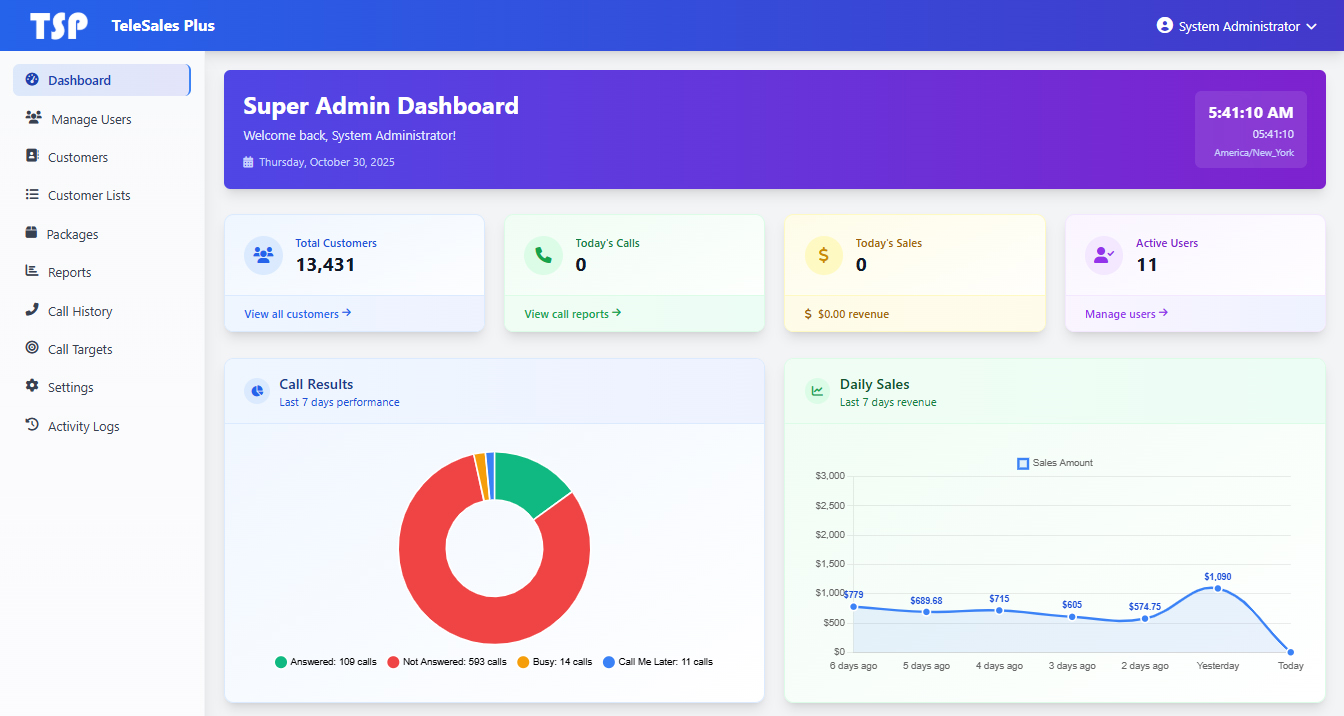 TSP TeleSales Plus
System Administrator
Dashboard
Manage Users
Customers
Customer Lists
Packages
Reports
Call History
Call Targets
Settings
Activity Logs
Super Admin Dashboard
Welcome back, System Administrator!
Thursday, October 30, 2025
5:41:10 AM
05:41:10
America/New_York
Total Customers
13,431
View all customers
Today's Calls
0
View call reports
Today's Sales
0
$ $0.00 revenue
Active Users
11
Manage users
Call Results
Last 7 days performance
Answered: 109 calls Not Answered: 593 calls Busy: 14 calls Call Me Later: 11 calls
Daily Sales
Last 7 days revenue
Sales Amount
$3,000
$2,500
$2,000
$1,500
$1,000
$500
$0
$779 $689.68 $715 $605 $574.75 $1,090
6 days ago 5 days ago 4 days ago 3 days ago 2 days ago Yesterday Today